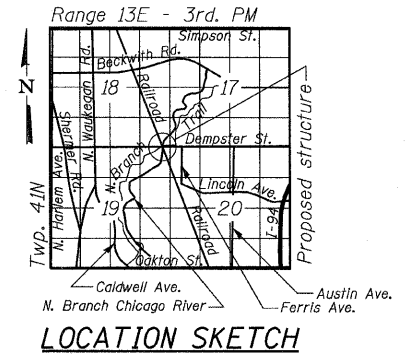 Range 13E - 3rd. PM
Simpson St.
Beckwith Rd.
N. Waukegan Rd.
Railroad
18
17
Trail
N
Shermer Rd.
N. Harlem Ave.
Dempster St.
N. Branch
Lincoln Ave.
Proposed structure
Twp. 41N
19
20
Railroad
I-94
Oakton St.
Caldwell Ave.
Austin Ave.
N. Branch Chicago River
Ferris Ave.
LOCATION SKETCH